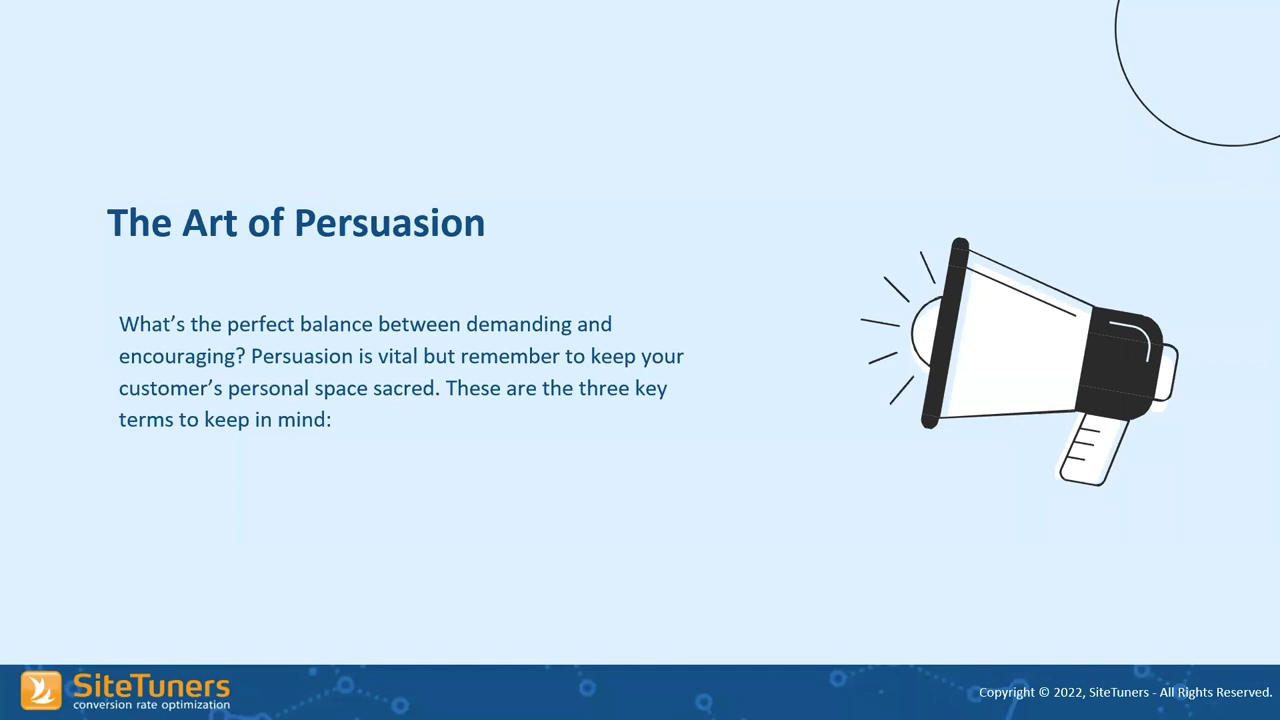 The Art of Persuasion
What’s the perfect balance between demanding and
encouraging? Persuasion is vital but remember to keep your
customer’s personal space sacred. These are the three key
terms to keep in mind:
SiteTuners
conversion rate optimization
Copyright © 2022, SiteTuners - All Rights Reserved.